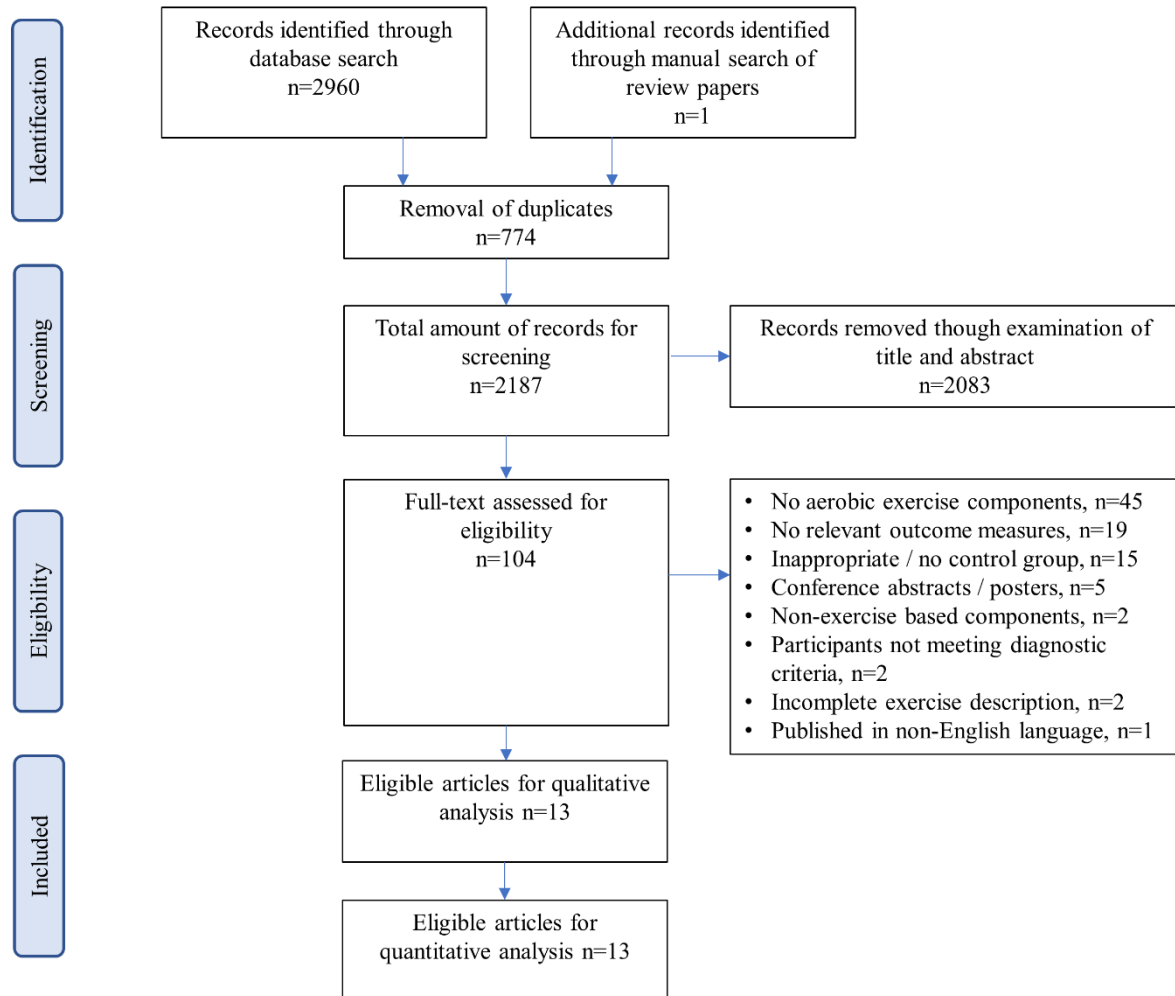 Identification
Records identified through
database search
n=2960
Additional records identified
through manual search of
review papers
n=1
Removal of duplicates
n=774
Screening
Total amount of records for
screening
n=2187
Records removed though examination of
title and abstract
n=2083
Eligibility
Full-text assessed for
eligibility
n=104
• No aerobic exercise components, n=45
• No relevant outcome measures, n=19
• Inappropriate / no control group, n=15
• Conference abstracts / posters, n=5
• Non-exercise based components, n=2
• Participants not meeting diagnostic
criteria, n=2
• Incomplete exercise description, n=2
• Published in non-English language, n=1
Included
Eligible articles for qualitative
analysis n=13
Eligible articles for
quantitative analysis n=13